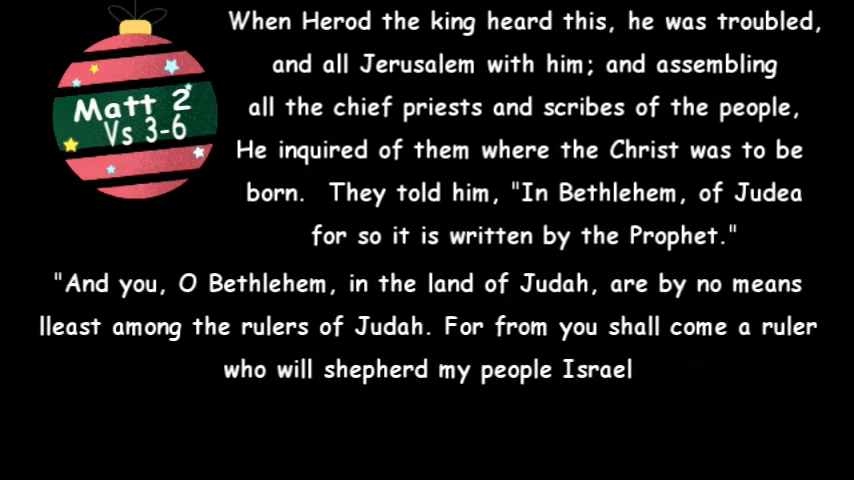 Matt 2
Vs 3-6
When Herod the king heard this, he was troubled,
and all Jerusalem with him; and assembling
all the chief priests and scribes of the people,
He inquired of them where the Christ was to be
born. They told him, "In Bethlehem, of Judea
for so it is written by the Prophet."
"And you, O Bethlehem, in the land of Judah, are by no means
lleast among the rulers of Judah. For from you shall come a ruler
who will shepherd my people Israel